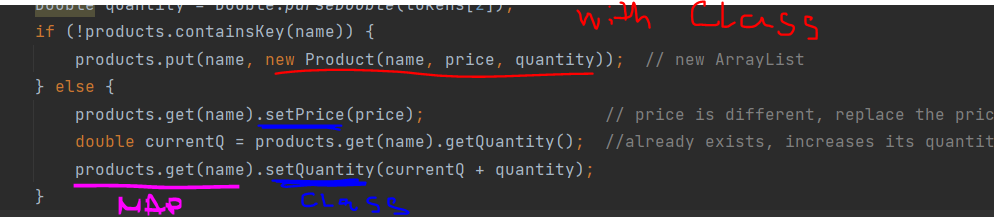 Double quantity = Double.parseDouble(tokens[2]);
with Class
if (!products.containsKey(name)) {
products.put(name, new Product(name, price, quantity)); // new ArrayList
} else {
products.get(name).setPrice(price); // price is different, replace the pric
double currentQ = products.get(name).getQuantity(); //already exists, increases its quantit
products.get(name).setQuantity(currentQ + quantity);
} MAP Class